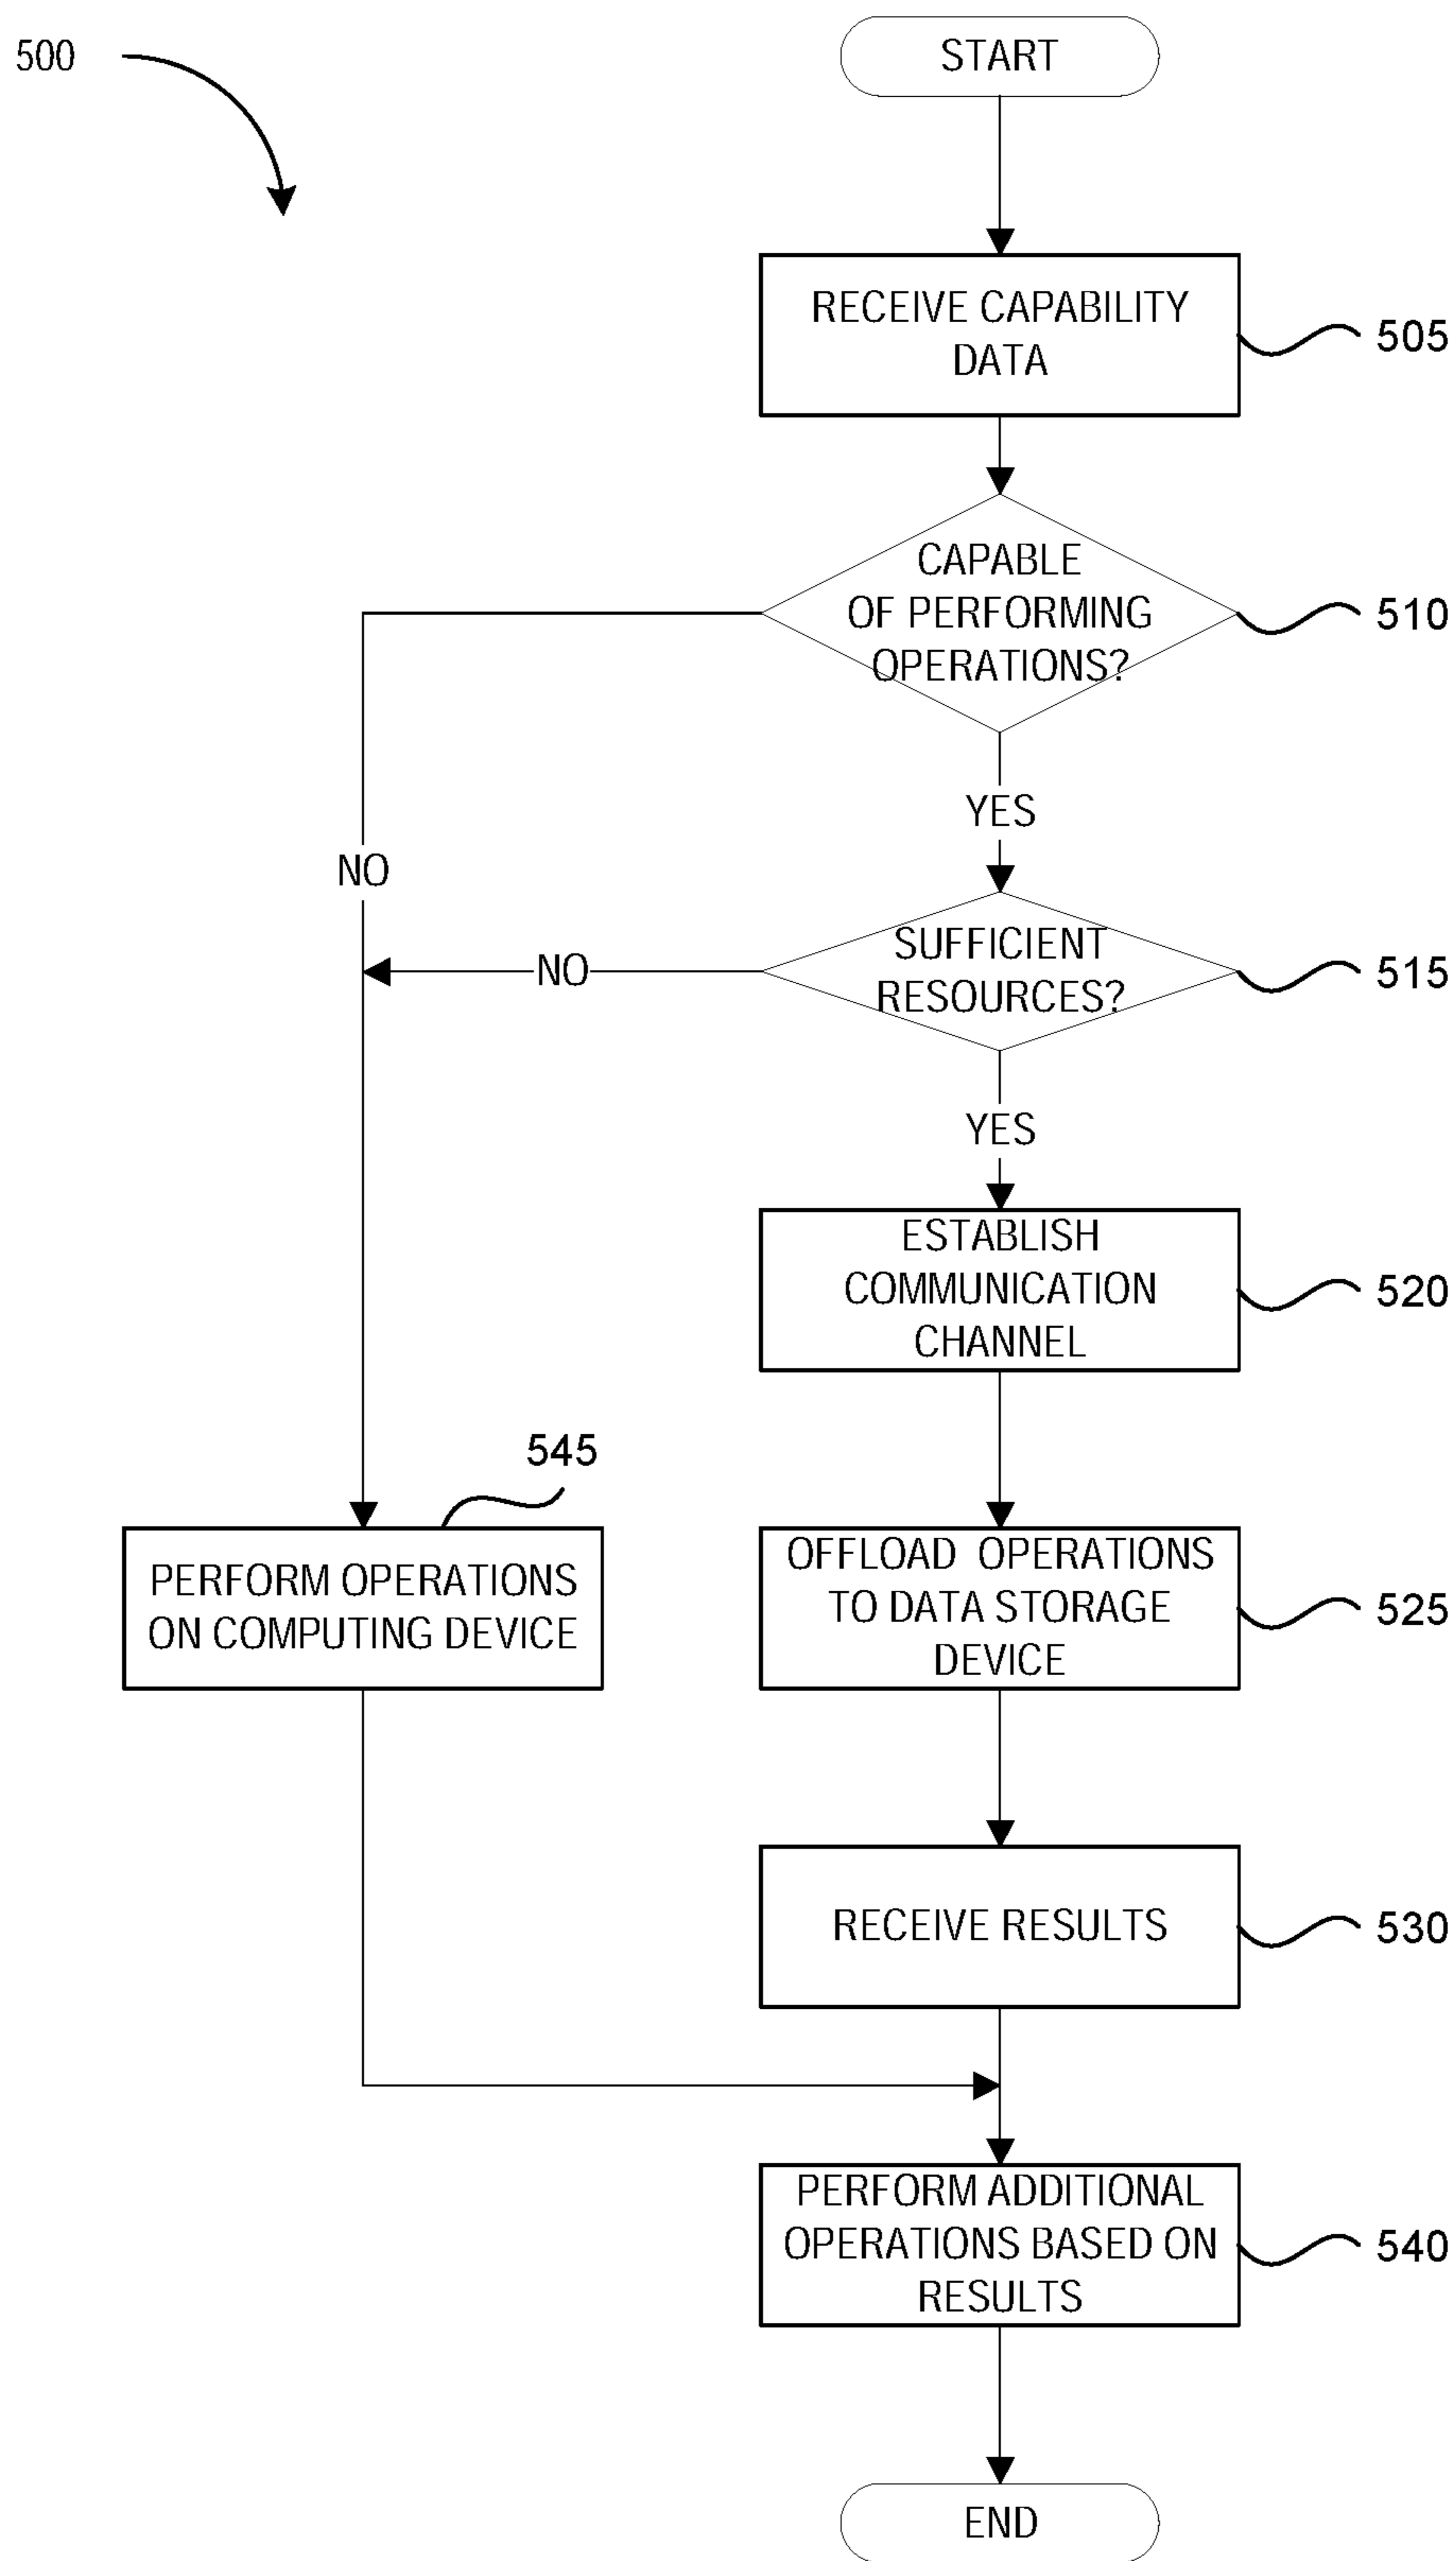 500
START
RECEIVE CAPABILITY
DATA
505
CAPABLE
OF PERFORMING
OPERATIONS?
510
YES
NO
SUFFICIENT
RESOURCES?
NO
515
YES
ESTABLISH
COMMUNICATION
CHANNEL
520
545
PERFORM OPERATIONS
ON COMPUTING DEVICE
OFFLOAD OPERATIONS
TO DATA STORAGE
DEVICE
525
RECEIVE RESULTS
530
PERFORM ADDITIONAL
OPERATIONS BASED ON
RESULTS
540
END